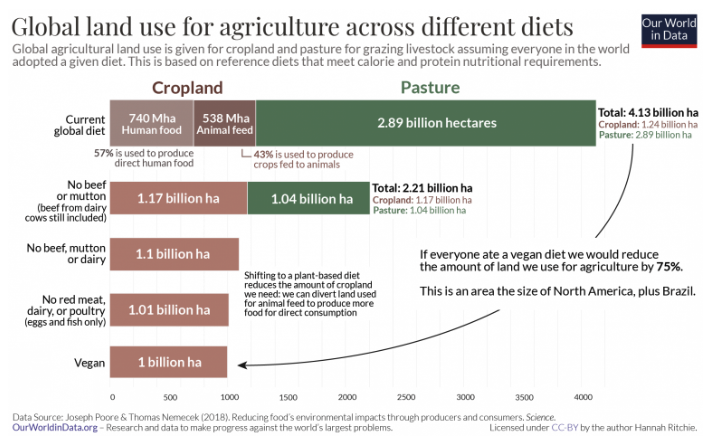 Global land use for agriculture across different diets
Our World
in Data
Global agricultural land use is given for cropland and pasture for grazing livestock assuming everyone in the world
adopted a given diet. This is based on reference diets that meet calorie and protein nutritional requirements.
Cropland
Pasture
Current
global diet
740 Mha
Human food
538 Mha
Animal feed
2.89 billion hectares
Total: 4.13 billion ha
Cropland: 1.24 billion ha
Pasture: 2.89 billion ha
57% is used to produce
direct human food
43% is used to produce
crops fed to animals
No beef
or mutton
(beef from dairy
cows still included)
1.17 billion ha
1.04 billion ha
Total: 2.21 billion ha
Cropland: 1.17 billion ha
Pasture: 1.04 billion ha
No beef, mutton
or dairy
1.1 billion ha
If everyone ate a vegan diet we would reduce
the amount of land we use for agriculture by 75%.
This is an area the size of North America, plus Brazil.
Shifting to a plant-based diet
reduces the amount of cropland
we need: we can divert land used
for animal feed to produce more
food for direct consumption
No red meat,
dairy, or poultry
(eggs and fish only)
1.01 billion ha
Vegan
1 billion ha
0 500 1000 1500 2000 2500 3000 3500 4000
Data Source: Joseph Poore & Thomas Nemecek (2018). Reducing food's environmental impacts through producers and consumers. Science.
OurWorldinData.org – Research and data to make progress against the world's largest problems.
Licensed under CC-BY by the author Hannah Ritchie.